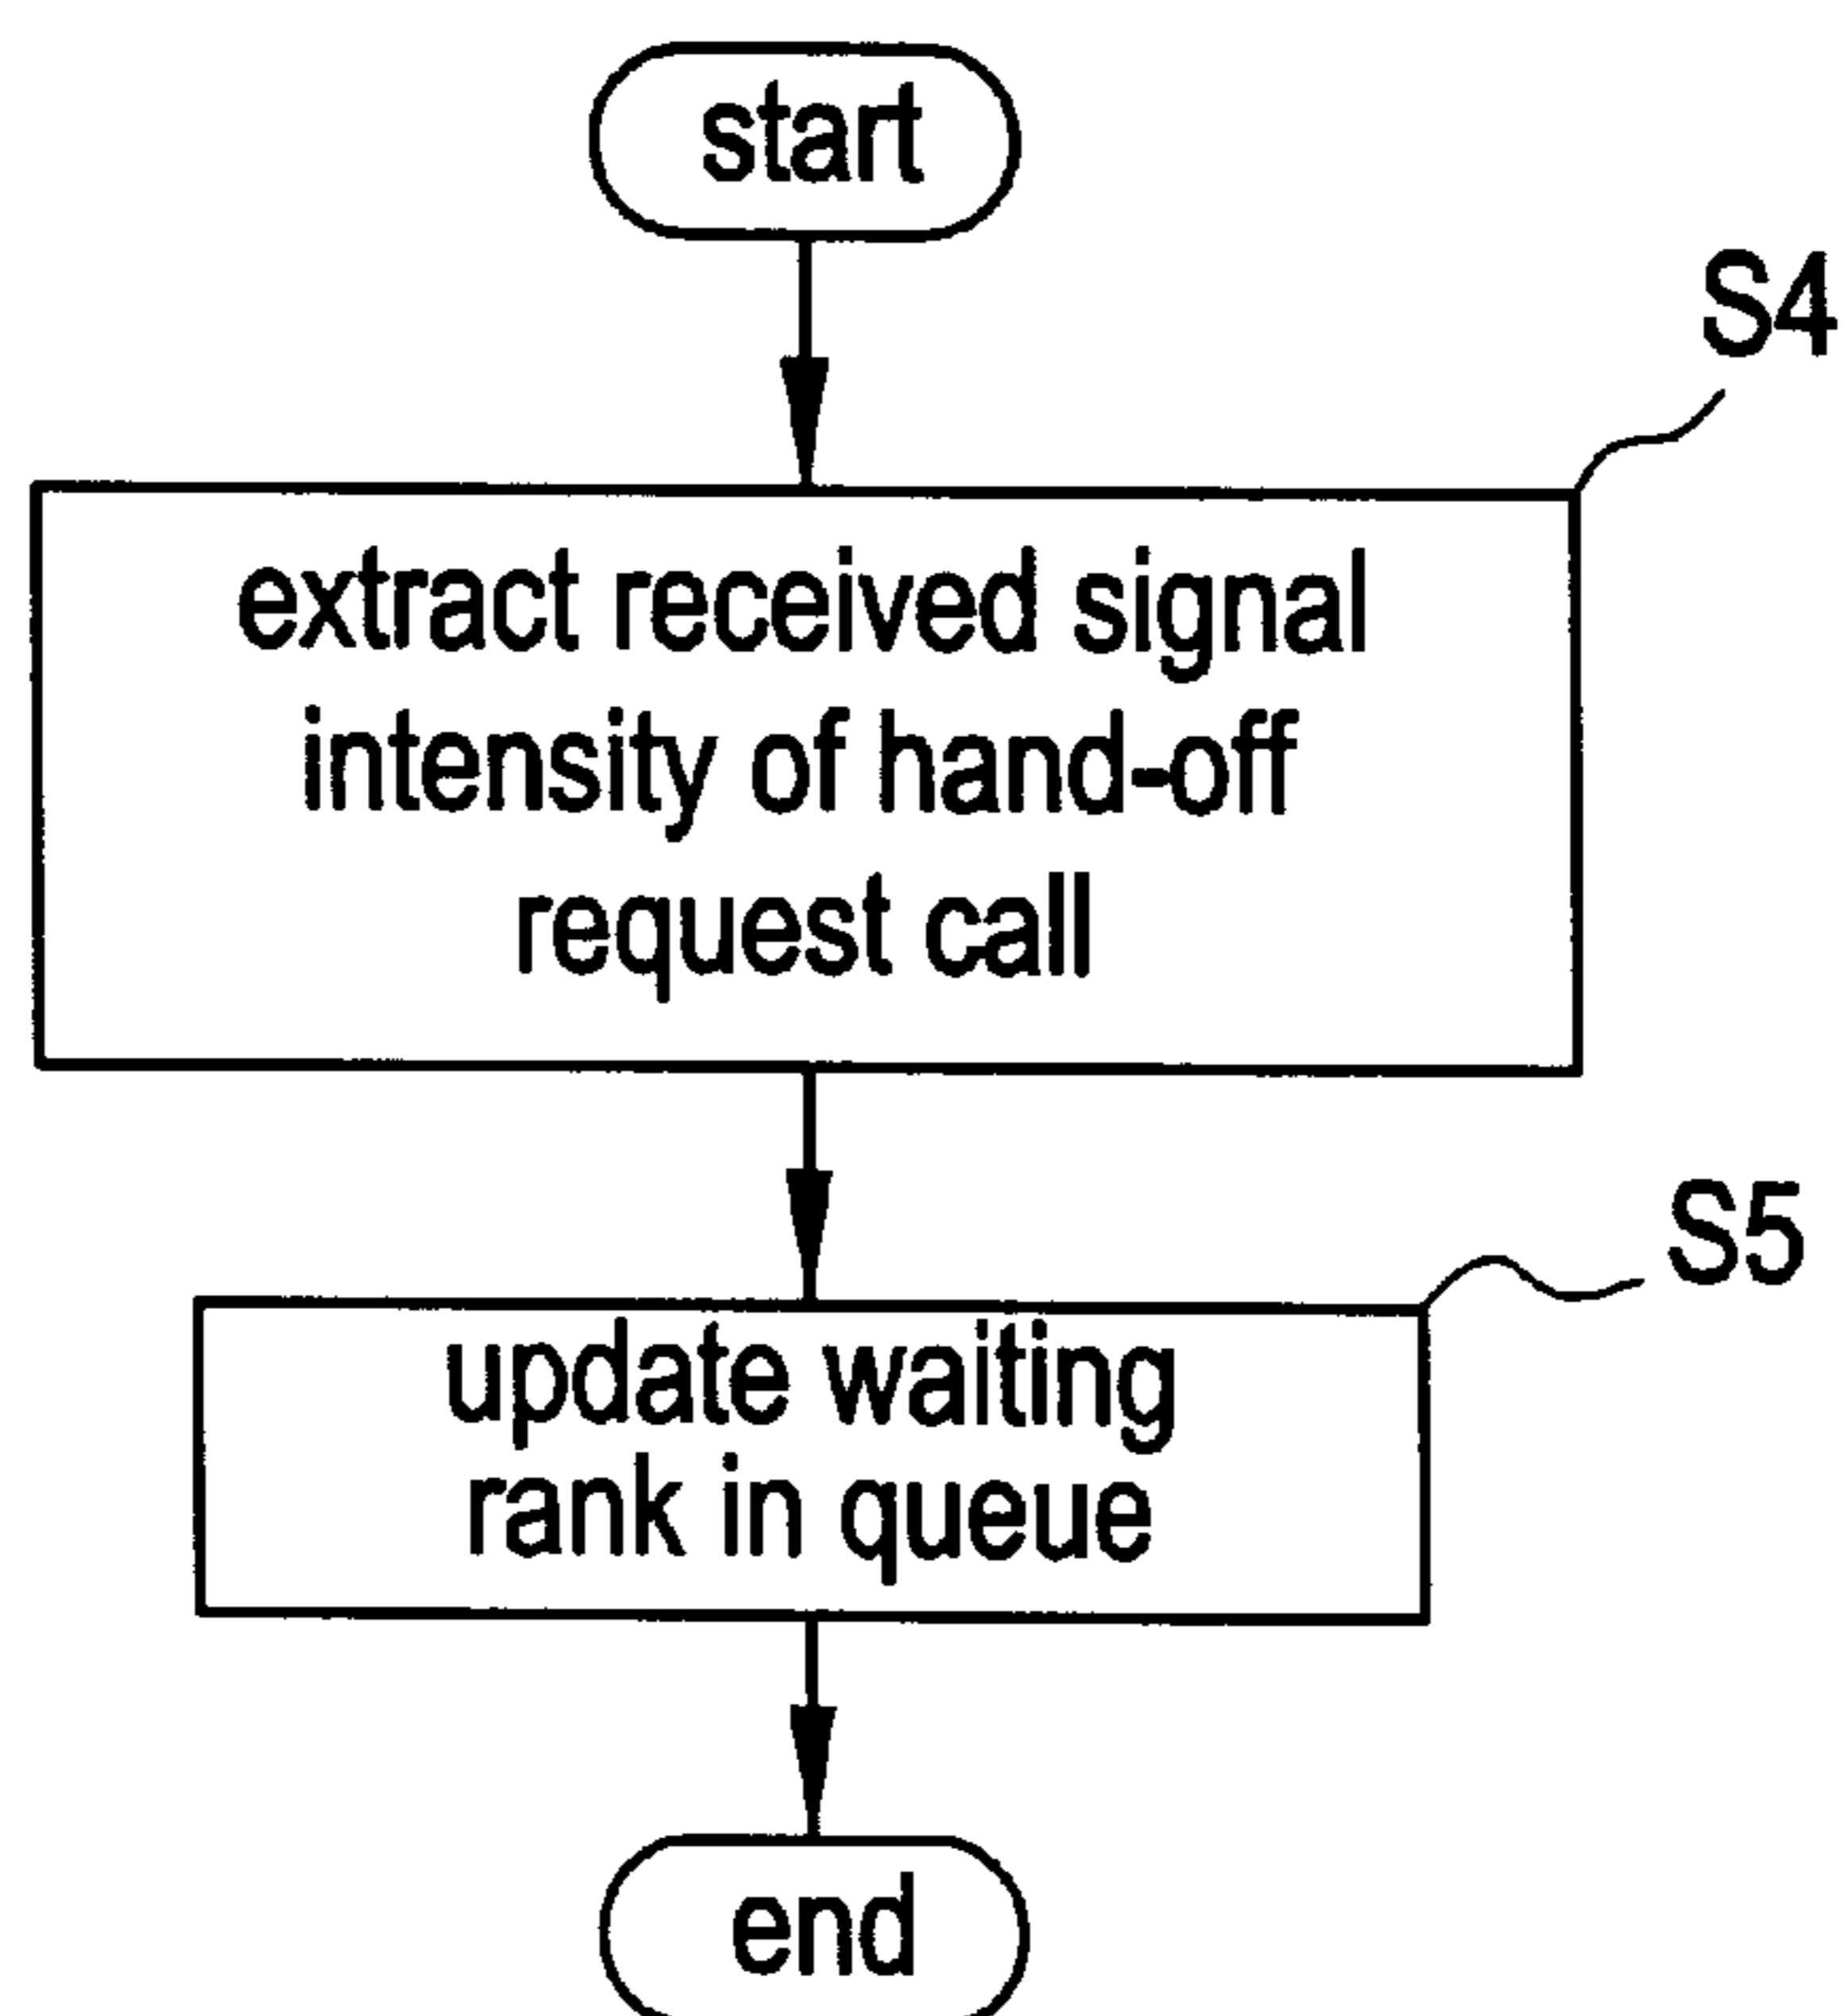 start
S4
extract received signal
intensity of hand-off
request call
S5
update waiting
rank in queue
end